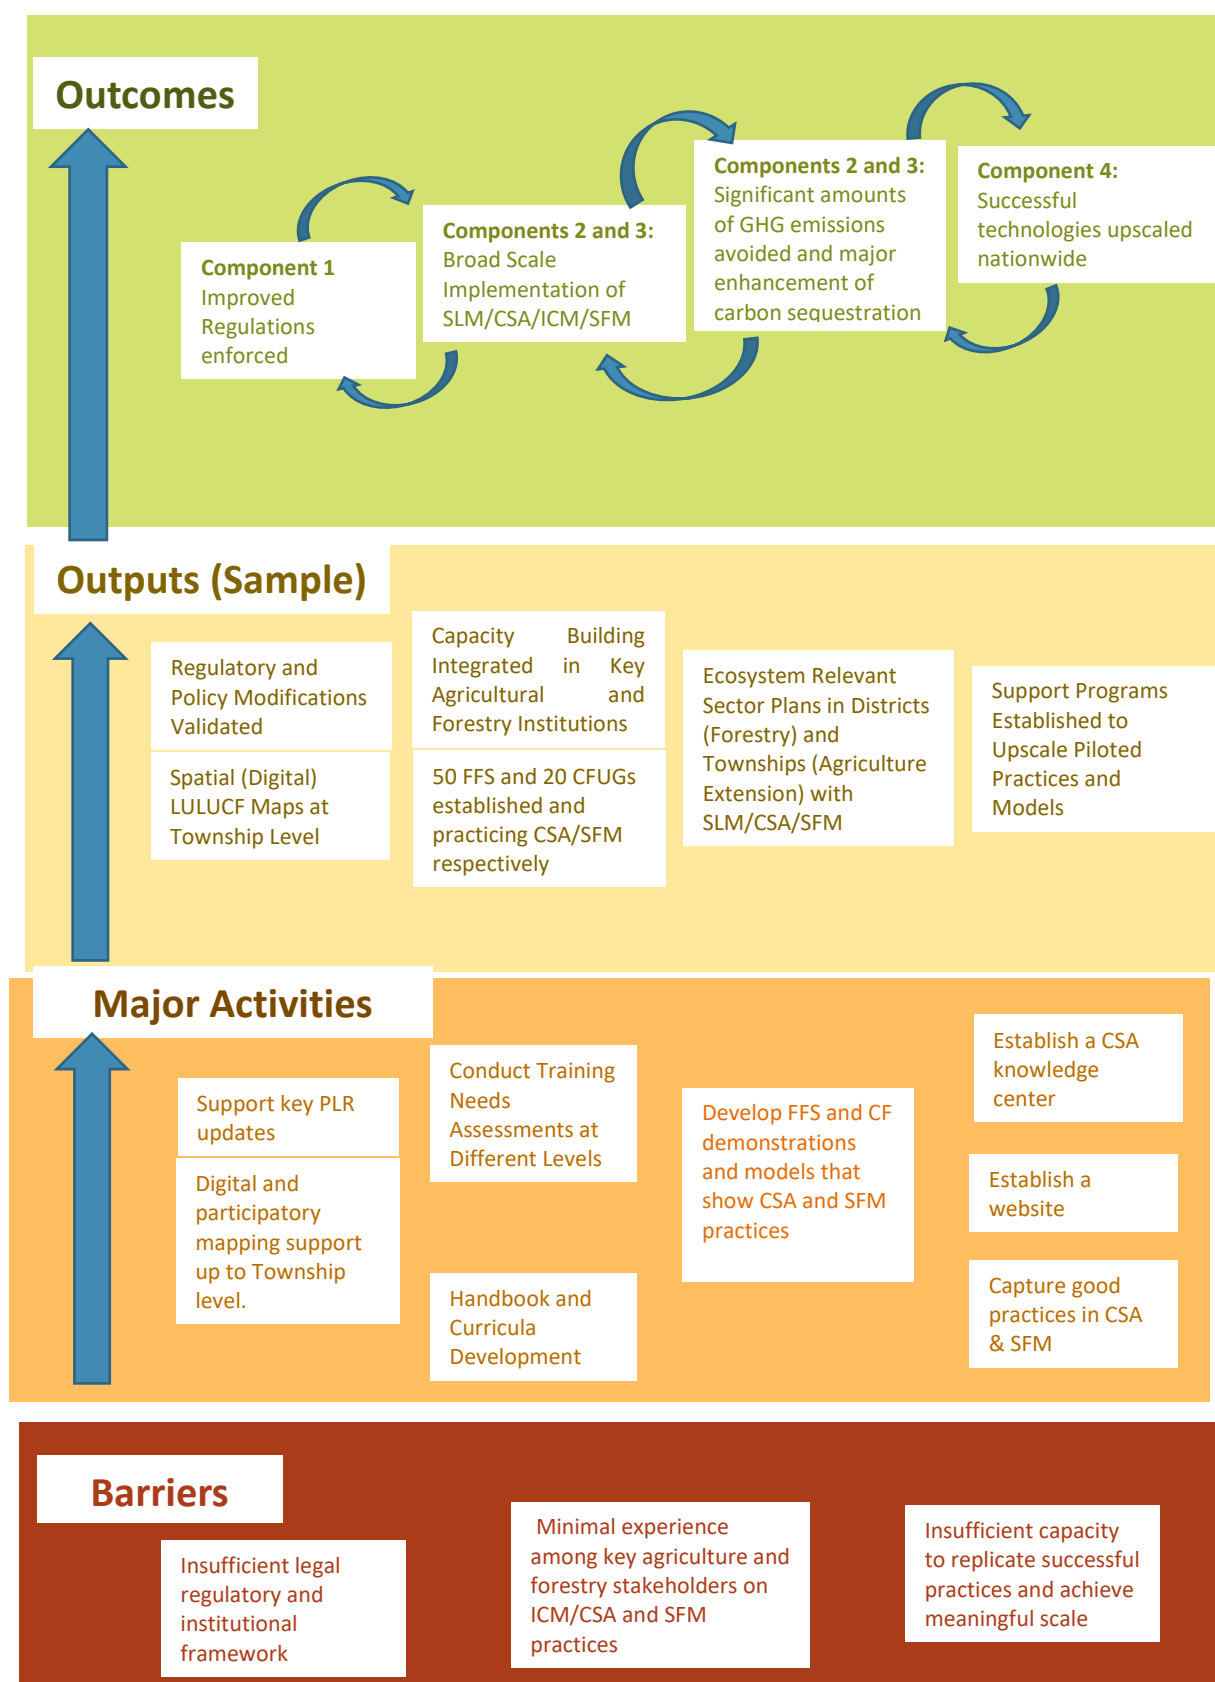 Outcomes
Component 1
Improved
Regulations
enforced
Components 2 and 3:
Broad Scale
Implementation of
SLM/CSA/ICM/SFM
Components 2 and 3:
Significant amounts
of GHG emissions
avoided and major
enhancement of
carbon sequestration
Component 4:
Successful
technologies upscaled
nationwide
Outputs (Sample)
Regulatory and
Policy Modifications
Validated
Spatial (Digital)
LULUCF Maps at
Township Level
Capacity Building
Integrated in Key
Agricultural and
Forestry Institutions
50 FFS and 20 CFUGs
established and
practicing CSA/SFM
respectively
Ecosystem Relevant
Sector Plans in Districts
(Forestry) and
Townships (Agriculture
Extension) with
SLM/CSA/SFM
Support Programs
Established to
Upscale Piloted
Practices and
Models
Major Activities
Support key PLR
updates
Digital and
participatory
mapping support
up to Township
level.
Conduct Training
Needs
Assessments at
Different Levels
Handbook and
Curricula
Development
Develop FFS and CF
demonstrations
and models that
show CSA and SFM
practices
Establish a CSA
knowledge
center
Establish a
website
Capture good
practices in CSA
& SFM
Barriers
Insufficient legal
regulatory and
institutional
framework
Minimal experience
among key agriculture and
forestry stakeholders on
ICM/CSA and SFM
practices
Insufficient capacity
to replicate successful
practices and achieve
meaningful scale